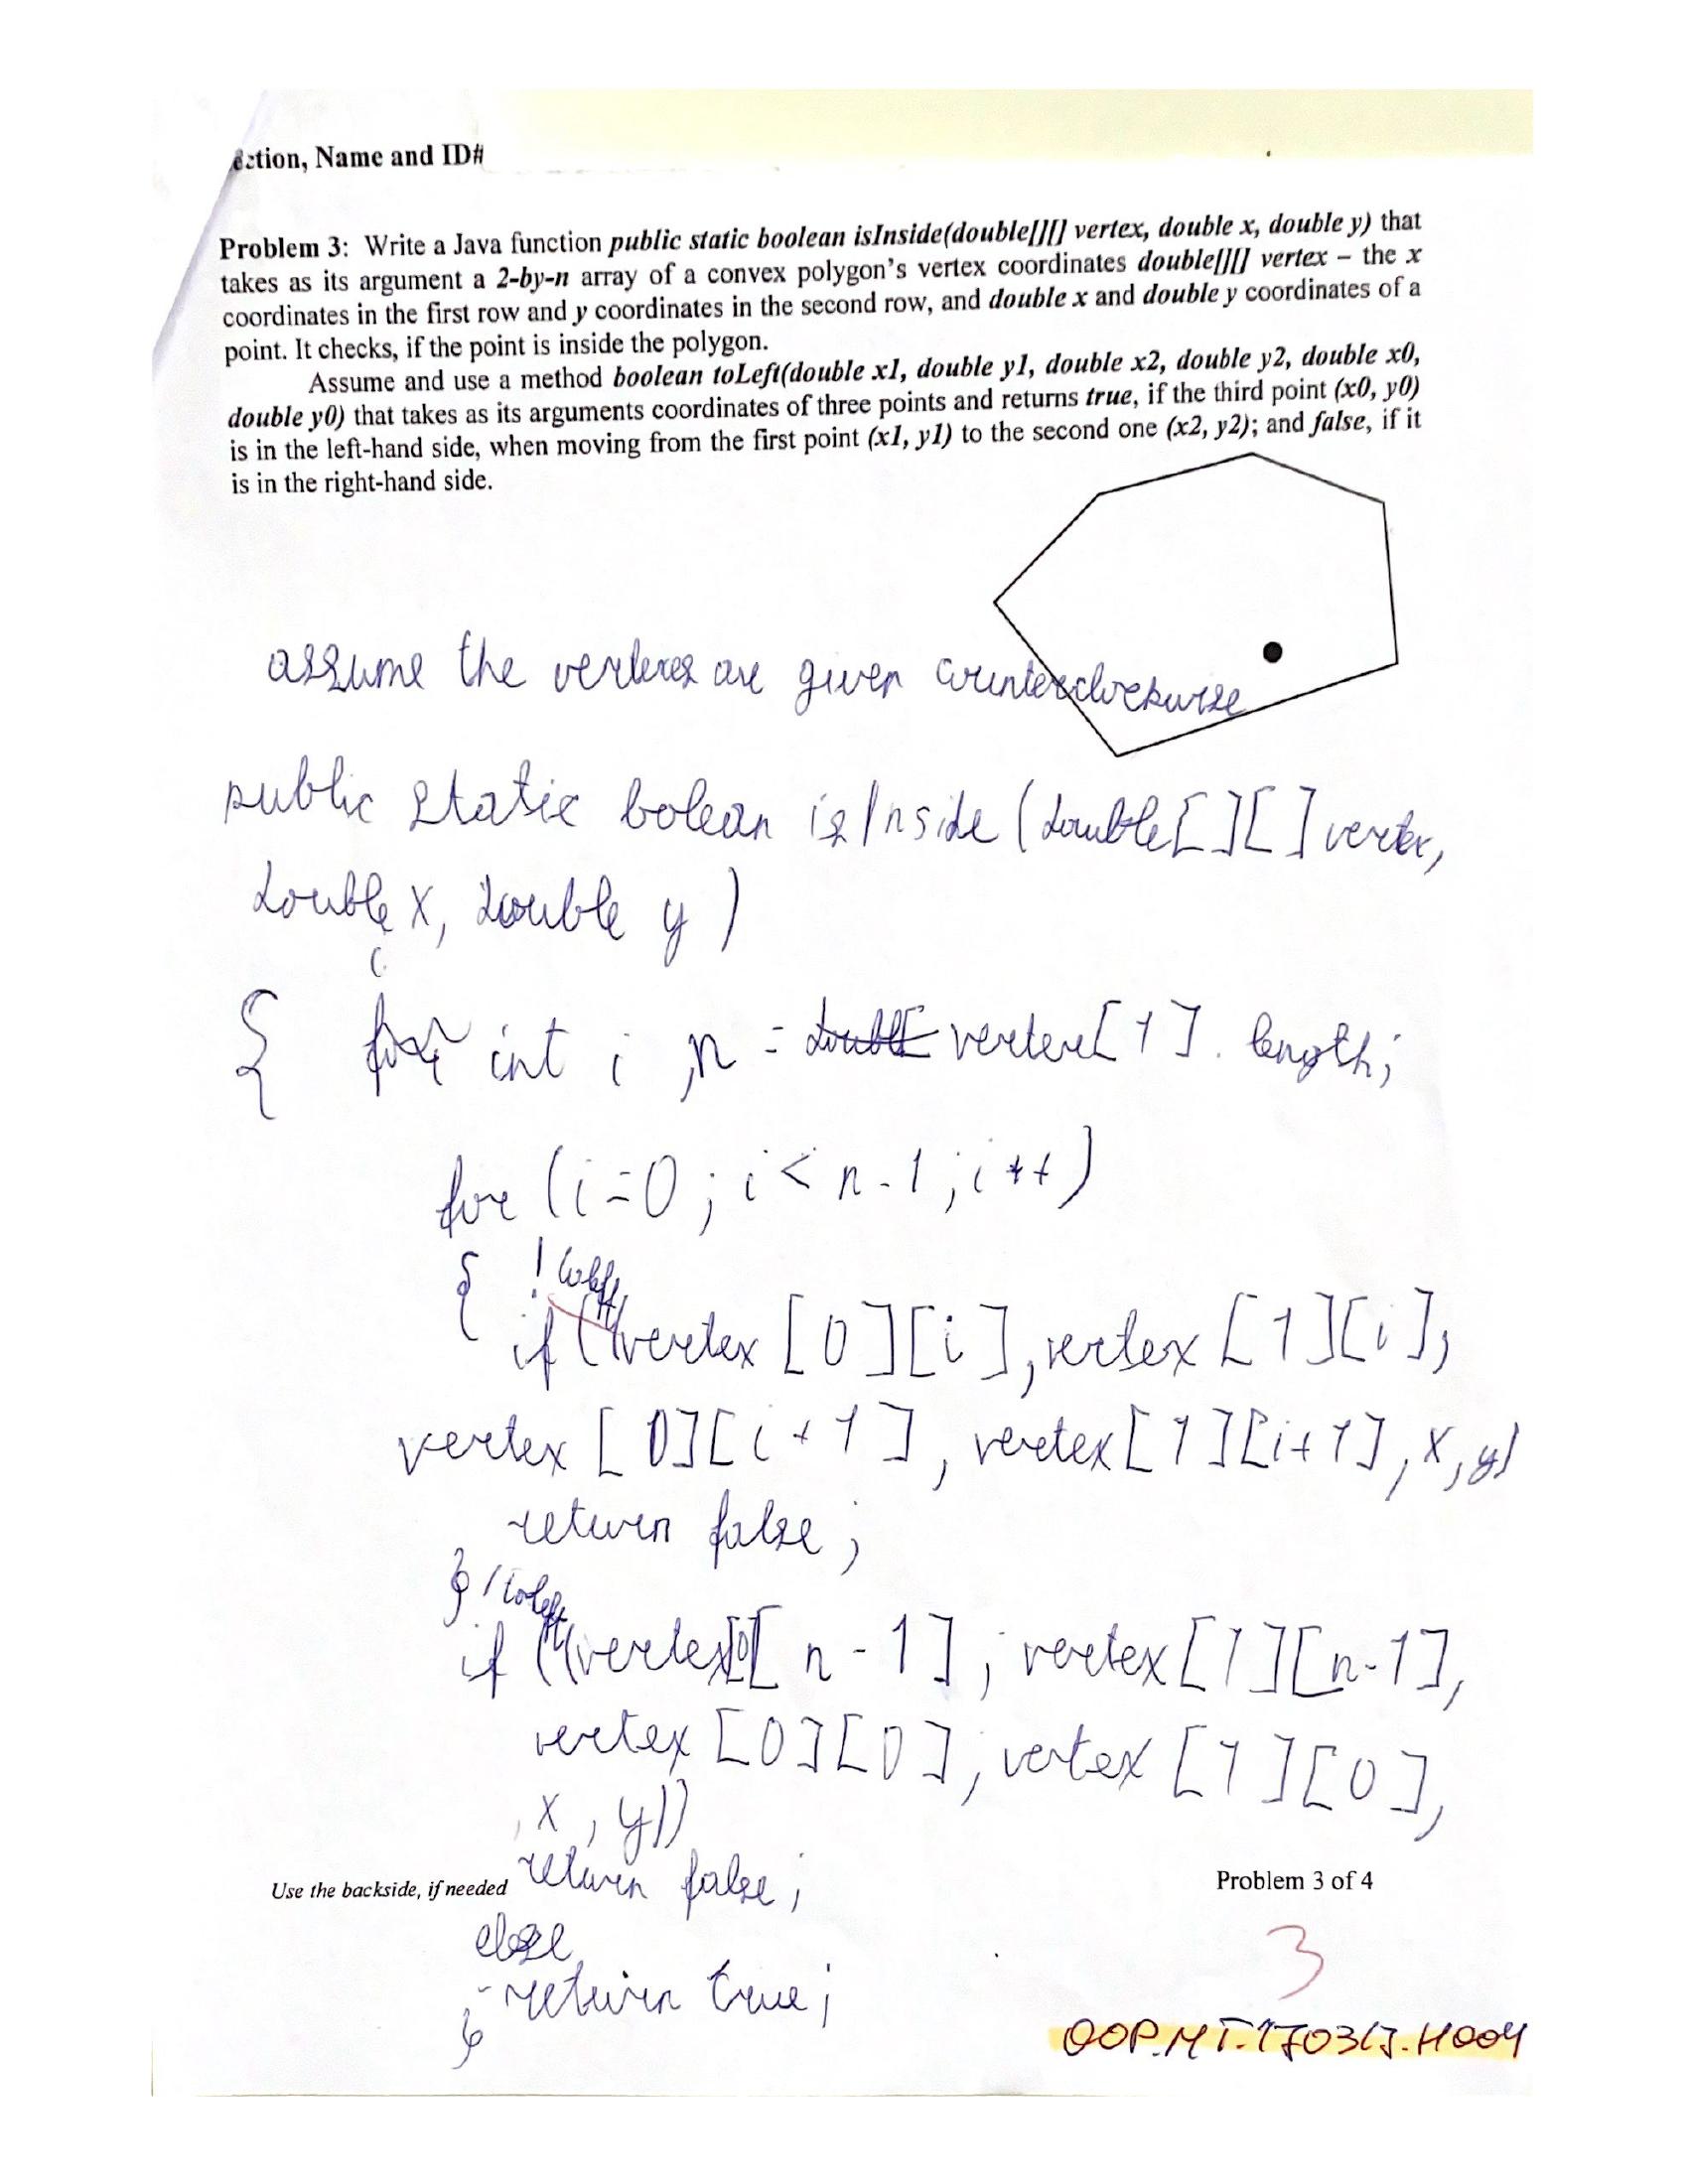 ction, Name and ID#
Problem 3: Write a Java function public static boolean isInside(double[][] vertex, double x, double y) that
takes as its argument a 2-by-n array of a convex polygon's vertex coordinates double[][] vertex – the x
coordinates in the first row and y coordinates in the second row, and double x and double y coordinates of a
point. It checks, if the point is inside the polygon.
Assume and use a method boolean toLeft(double x1, double y1, double x2, double y2, double x0,
double y0) that takes as its arguments coordinates of three points and returns true, if the third point (x0, y0)
is in the left-hand side, when moving from the first point (x1, y1) to the second one (x2, y2); and false, if it
is in the right-hand side.
assume the vertexes are given counterclockwise
public static bolean isInside (double[][] vertex,
double x, double y)
{ int i, n = vertex[1].length;
for (i=0; i<n-1; i++)
{ !toleft
if (vertex[0][i], vertex[1][i],
vertex[0][i+1], vertex[1][i+1], x, y)
return false;
} !toleft
if ((vertex[0][n-1], vertex[1][n-1],
vertex[0][0], vertex[1][0],
, x, y))
return false;
Use the backside, if needed
Problem 3 of 4
else
return true;
}
3
OOP.MT.170317.H004